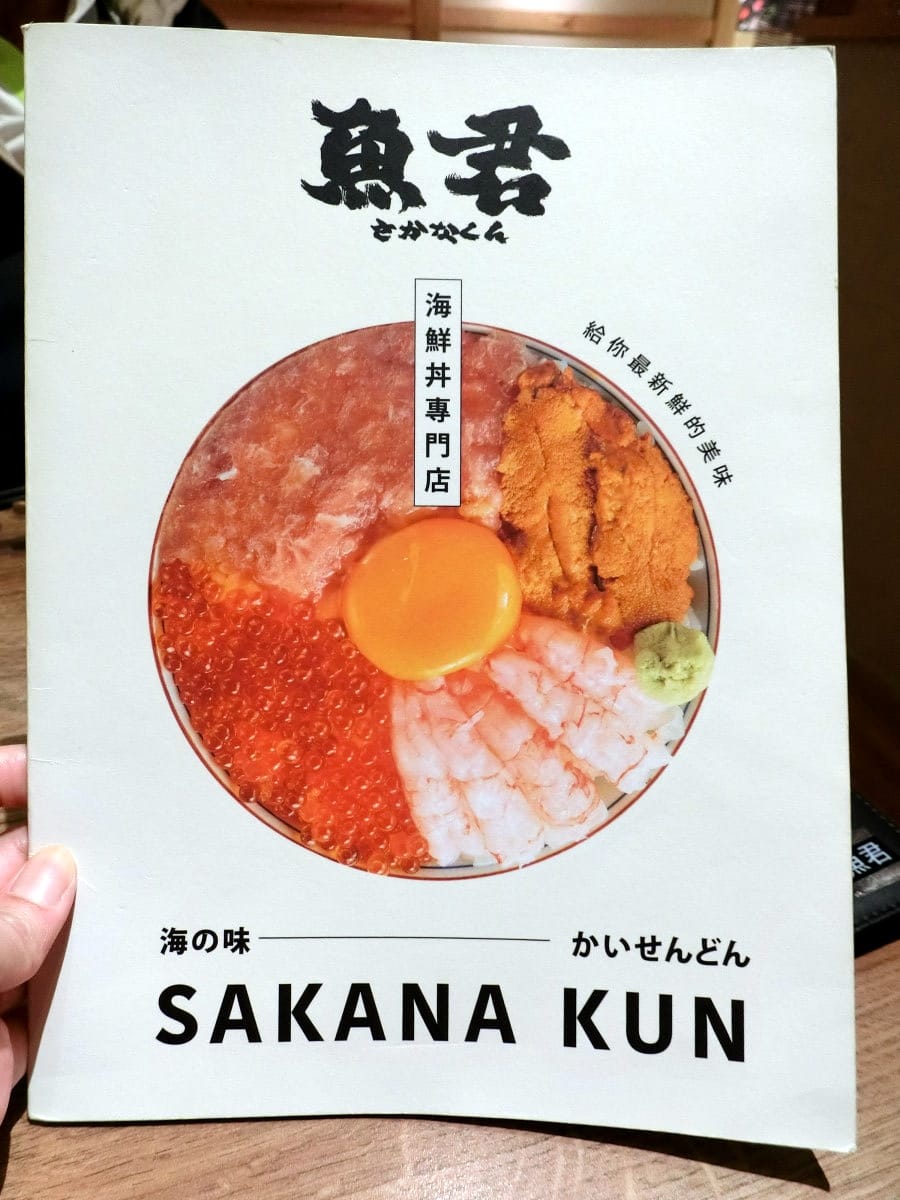 魚君
さかなくん
海鮮丼專門店
給你最新鮮的美味
海の味
かいせんどん
SAKANA KUN